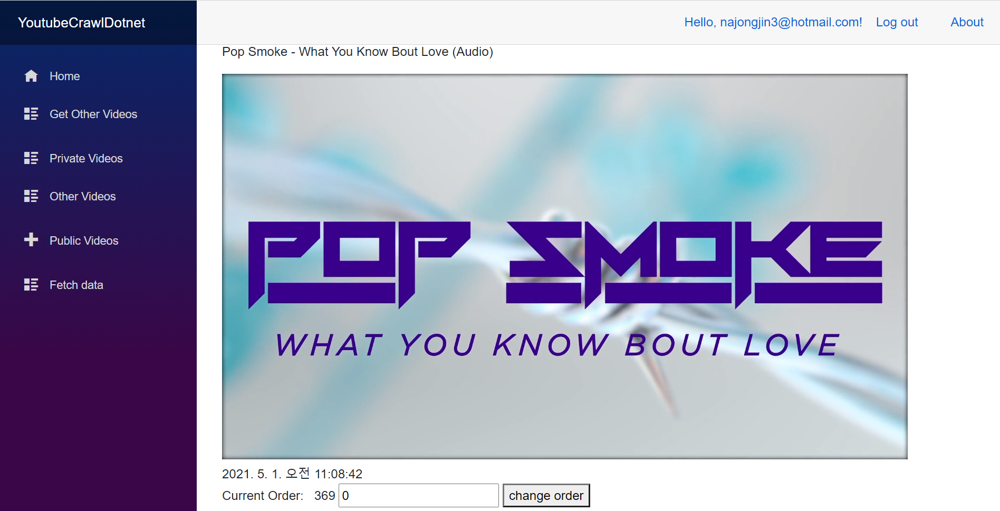 YoutubeCrawlDotnet
Hello, najongjin3@hotmail.com! Log out About
Home
Get Other Videos
Private Videos
Other Videos
Public Videos
Fetch data
Pop Smoke - What You Know Bout Love (Audio)
POP SMOKE
WHAT YOU KNOW BOUT LOVE
2021. 5. 1. 오전 11:08:42
Current Order: 369 0 change order